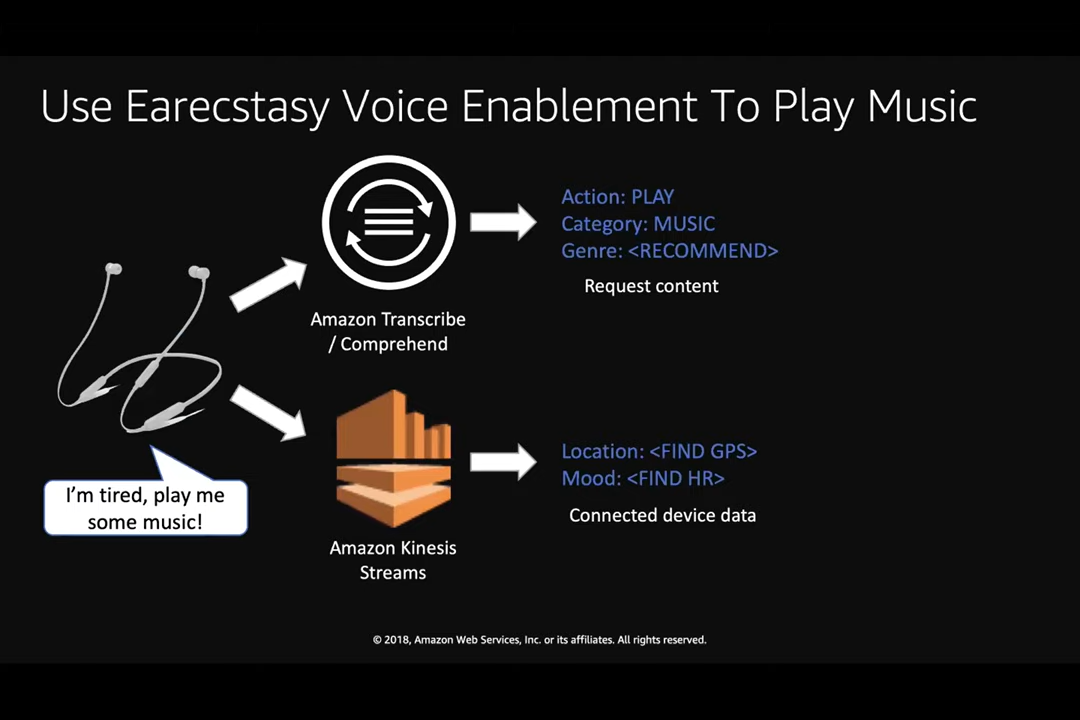 Use Earecstasy Voice Enablement To Play Music
Action: PLAY
Category: MUSIC
Genre: <RECOMMEND>
Request content
Amazon Transcribe
/ Comprehend
I’m tired, play me
some music!
Location: <FIND GPS>
Mood: <FIND HR>
Connected device data
Amazon Kinesis
Streams
© 2018, Amazon Web Services, Inc. or its affiliates. All rights reserved.